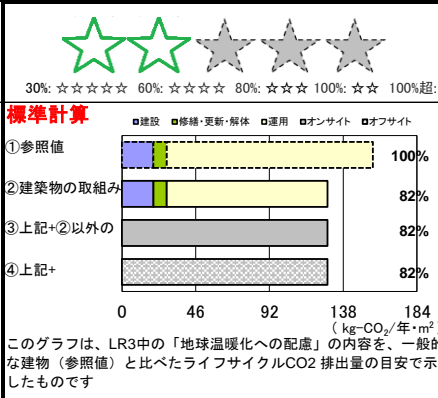 30%: ☆☆☆☆☆ 60%: ☆☆☆☆ 80%: ☆☆☆ 100%: ☆☆ 100%超:
標準計算
■建設 ■修繕・更新・解体 ■運用 ■オンサイト ■オフサイト
①参照値 100%
②建築物の取組み 82%
③上記+②以外の 82%
④上記+ 82%
0 46 92 138 184
( kg-CO₂/年・m²
このグラフは、LR3中の「地球温暖化への配慮」の内容を、一般的
な建物（参照値）と比べたライフサイクルCO2 排出量の目安で示
したものです